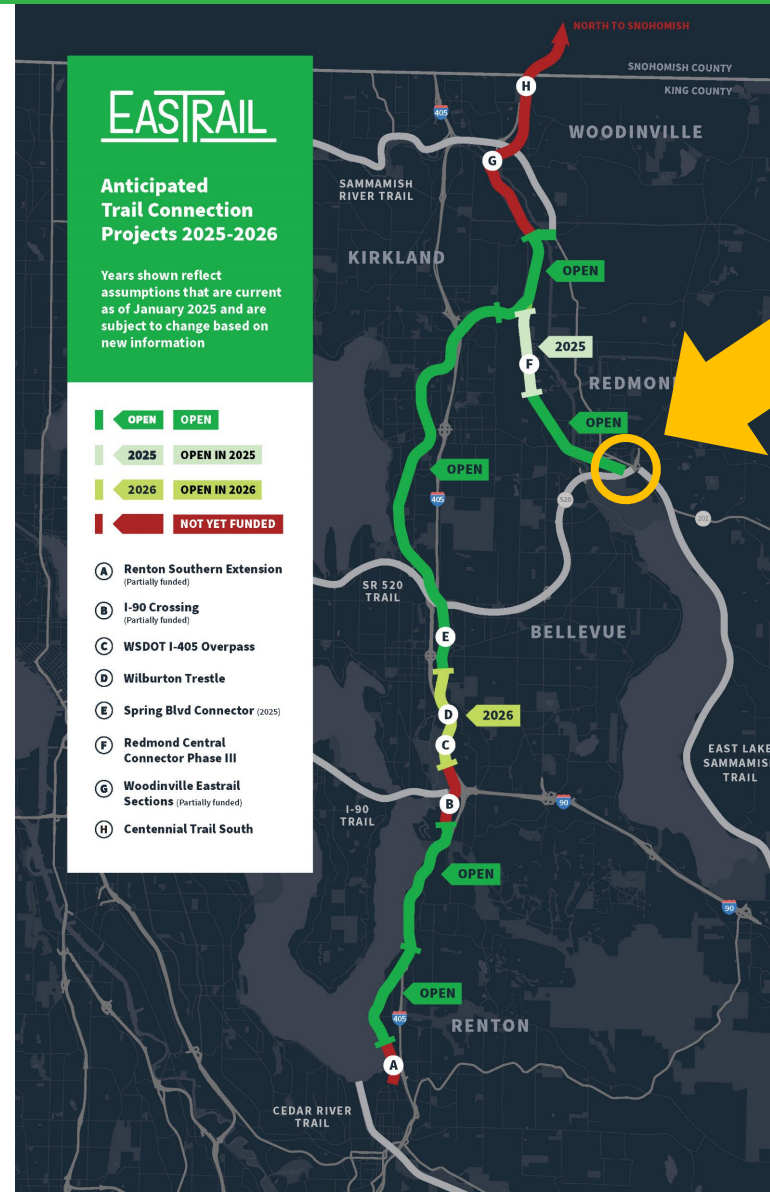 NORTH TO SNOHOMISH
SNOHOMISH COUNTY
KING COUNTY
H
405
WOODINVILLE
EASTRAIL
G
SAMMAMISH
RIVER TRAIL
Anticipated
Trail Connection
Projects 2025-2026
KIRKLAND
OPEN
Years shown reflect
assumptions that are current
as of January 2025 and are
subject to change based on
new information
2025
F
REDMON
OPEN OPEN
OPEN
2025 OPEN IN 2025
OPEN
2026 OPEN IN 2026
405
520
202
NOT YET FUNDED
A Renton Southern Extension
(Partially funded)
B I-90 Crossing
(Partially funded)
C WSDOT I-405 Overpass
D Wilburton Trestle
E Spring Blvd Connector (2025)
F Redmond Central
Connector Phase III
G Woodinville Eastrail
Sections (Partially funded)
H Centennial Trail South
SR 520
TRAIL
E
BELLEVUE
D
2026
C
EAST LAKE
SAMMAMISH
TRAIL
B
I-90
TRAIL
90
OPEN
90
OPEN
405
RENTON
A
CEDAR RIVER
TRAIL